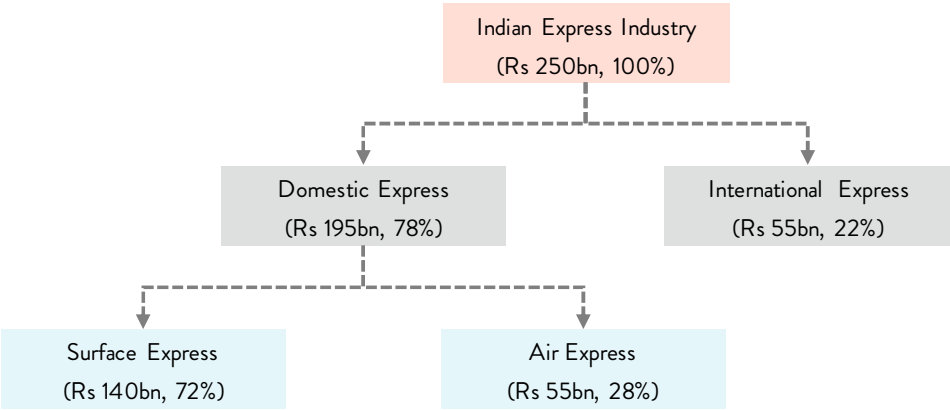 Indian Express Industry
(Rs 250bn, 100%)
Domestic Express
(Rs 195bn, 78%)
International Express
(Rs 55bn, 22%)
Surface Express
(Rs 140bn, 72%)
Air Express
(Rs 55bn, 28%)